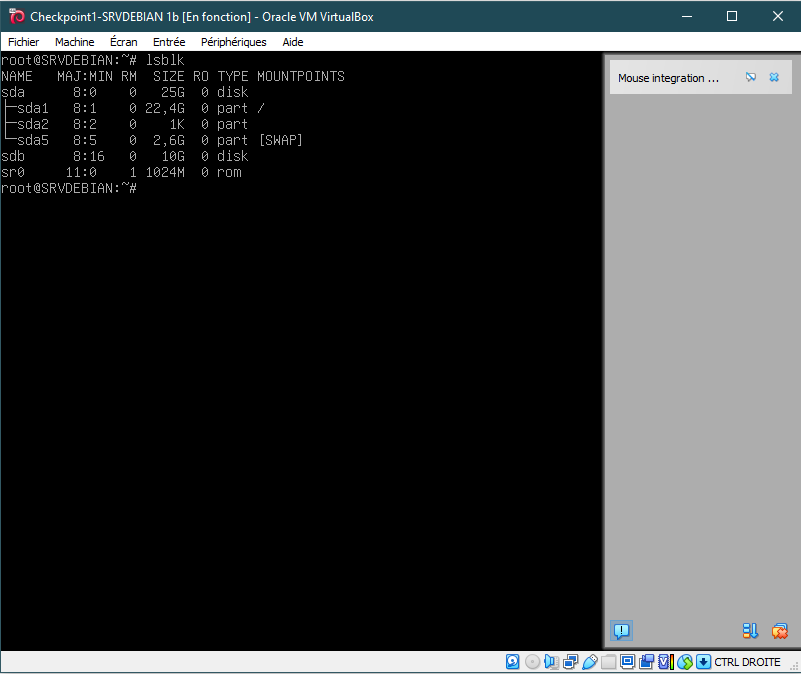 Checkpoint1-SRVDEBIAN 1b [En fonction] - Oracle VM VirtualBox
Fichier Machine Écran Entrée Périphériques Aide
root@SRVDEBIAN:~# lsblk
NAME   MAJ:MIN RM  SIZE RO TYPE MOUNTPOINTS
sda      8:0    0   25G  0 disk
├─sda1   8:1    0 22,4G  0 part /
├─sda2   8:2    0    1K  0 part
└─sda5   8:5    0  2,6G  0 part [SWAP]
sdb      8:16   0   10G  0 disk
sr0     11:0    1 1024M  0 rom
root@SRVDEBIAN:~#
Mouse integration ...
CTRL DROITE